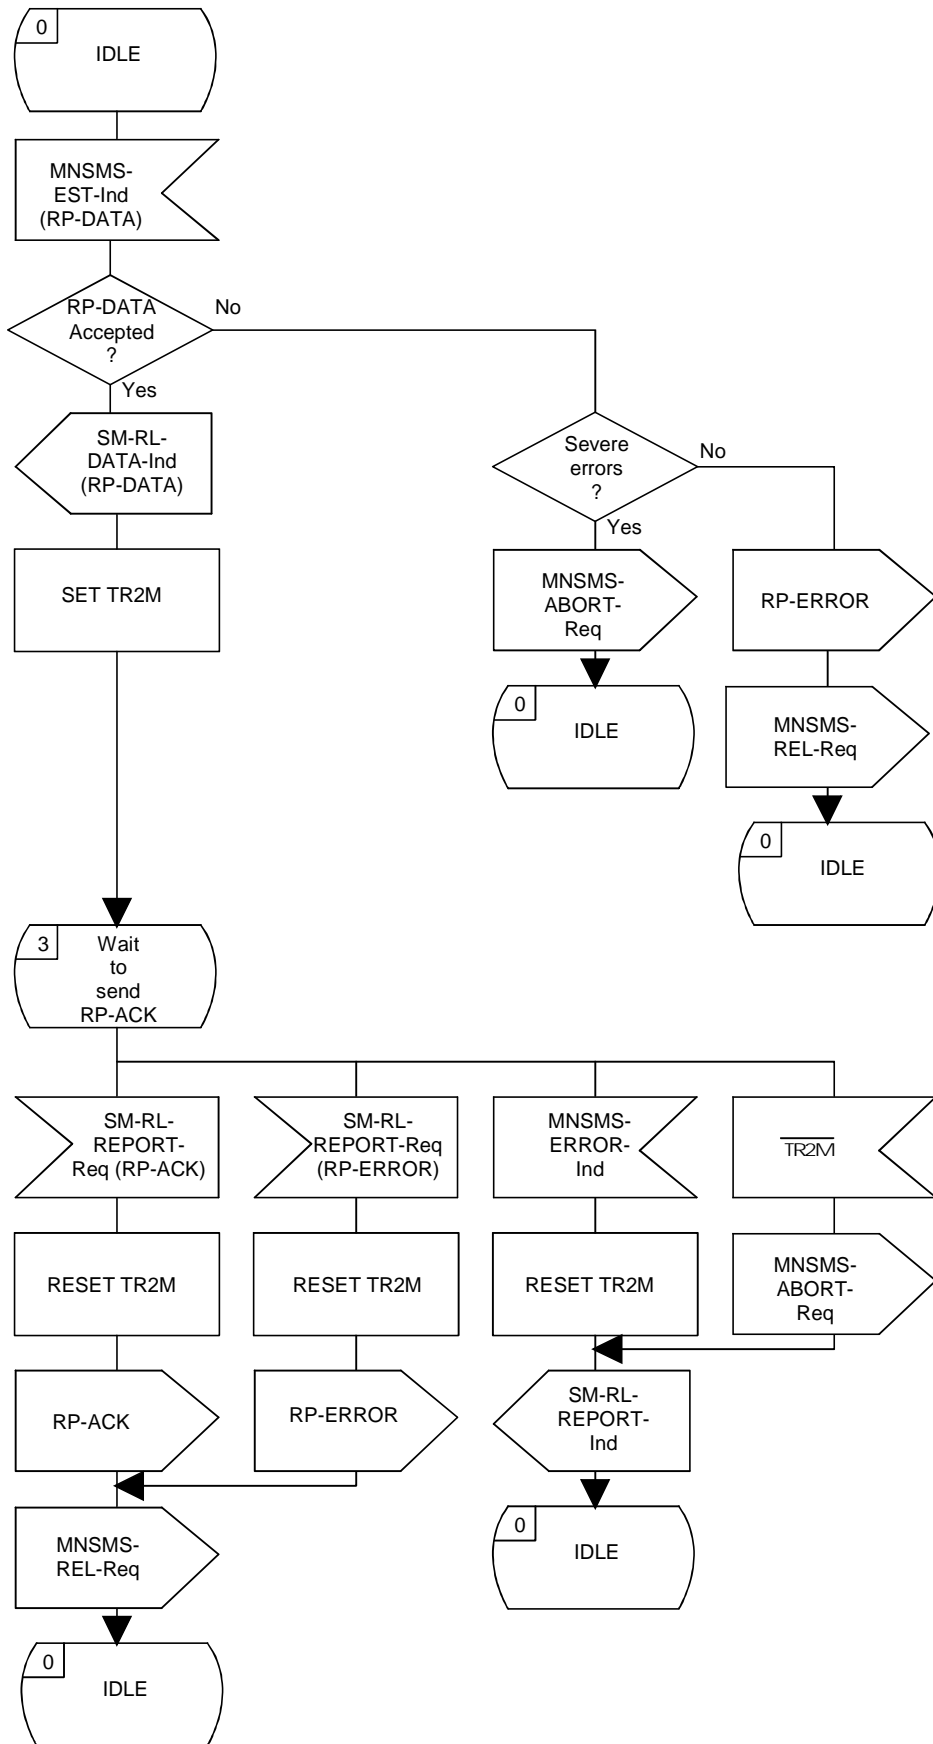 0
IDLE
MNSMS-
EST-Ind
(RP-DATA)
RP-DATA
Accepted
?
No
Yes
SM-RL-
DATA-Ind
(RP-DATA)
Severe
errors
?
No
Yes
SET TR2M
MNSMS-
ABORT-
Req
RP-ERROR
0
IDLE
MNSMS-
REL-Req
0
IDLE
3
Wait
to
send
RP-ACK
SM-RL-
REPORT-
Req (RP-ACK)
SM-RL-
REPORT-Req
(RP-ERROR)
MNSMS-
ERROR-
Ind
TR2M
RESET TR2M
RESET TR2M
RESET TR2M
MNSMS-
ABORT-
Req
RP-ACK
RP-ERROR
SM-RL-
REPORT-
Ind
MNSMS-
REL-Req
0
IDLE
0
IDLE